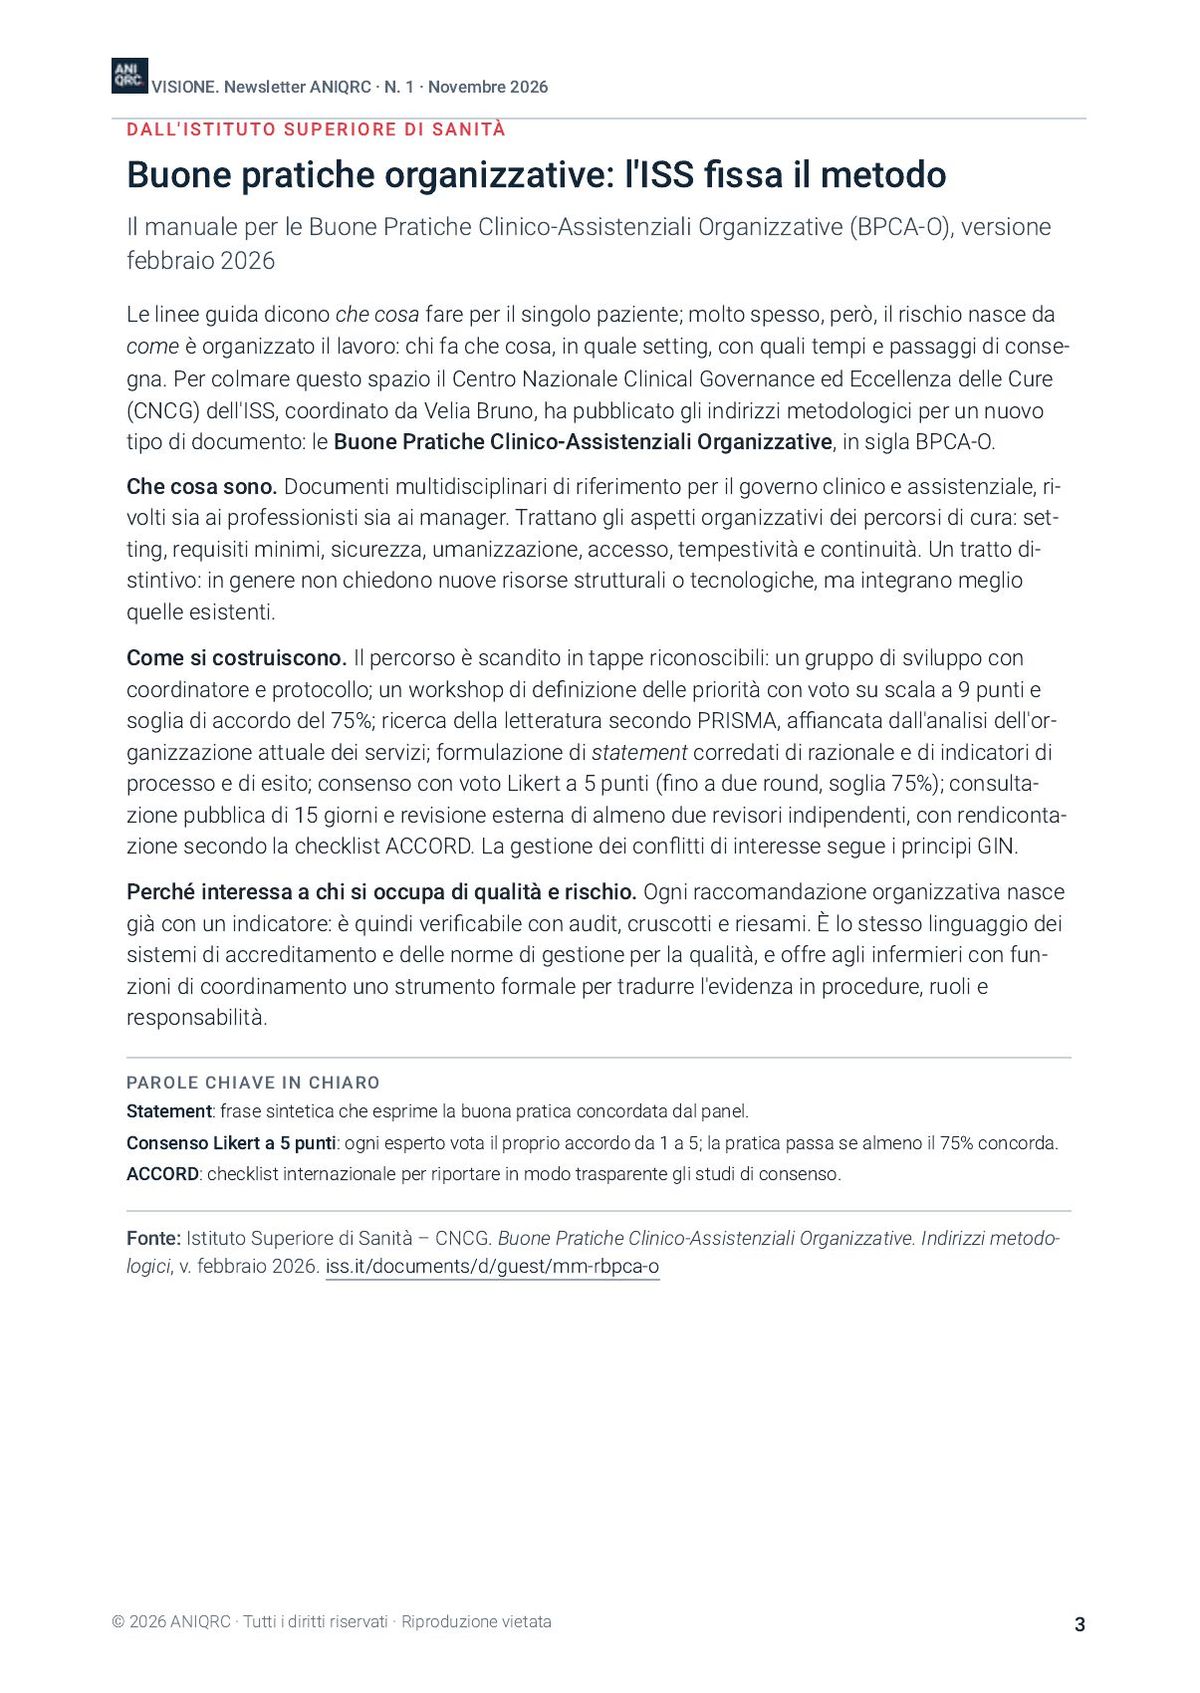 ANI
QRC
VISIONE. Newsletter ANIQRC · N. 1 · Novembre 2026
DALL'ISTITUTO SUPERIORE DI SANITÀ
Buone pratiche organizzative: l'ISS fissa il metodo
Il manuale per le Buone Pratiche Clinico-Assistenziali Organizzative (BPCA-O), versione
febbraio 2026
Le linee guida dicono che cosa fare per il singolo paziente; molto spesso, però, il rischio nasce da
come è organizzato il lavoro: chi fa che cosa, in quale setting, con quali tempi e passaggi di conse-
gna. Per colmare questo spazio il Centro Nazionale Clinical Governance ed Eccellenza delle Cure
(CNCG) dell'ISS, coordinato da Velia Bruno, ha pubblicato gli indirizzi metodologici per un nuovo
tipo di documento: le Buone Pratiche Clinico-Assistenziali Organizzative, in sigla BPCA-O.
Che cosa sono. Documenti multidisciplinari di riferimento per il governo clinico e assistenziale, ri-
volti sia ai professionisti sia ai manager. Trattano gli aspetti organizzativi dei percorsi di cura: set-
ting, requisiti minimi, sicurezza, umanizzazione, accesso, tempestività e continuità. Un tratto di-
stintivo: in genere non chiedono nuove risorse strutturali o tecnologiche, ma integrano meglio
quelle esistenti.
Come si costruiscono. Il percorso è scandito in tappe riconoscibili: un gruppo di sviluppo con
coordinatore e protocollo; un workshop di definizione delle priorità con voto su scala a 9 punti e
soglia di accordo del 75%; ricerca della letteratura secondo PRISMA, affiancata dall'analisi dell'or-
ganizzazione attuale dei servizi; formulazione di statement corredati di razionale e di indicatori di
processo e di esito; consenso con voto Likert a 5 punti (fino a due round, soglia 75%); consulta-
zione pubblica di 15 giorni e revisione esterna di almeno due revisori indipendenti, con rendiconta-
zione secondo la checklist ACCORD. La gestione dei conflitti di interesse segue i principi GIN.
Perché interessa a chi si occupa di qualità e rischio. Ogni raccomandazione organizzativa nasce
già con un indicatore: è quindi verificabile con audit, cruscotti e riesami. È lo stesso linguaggio dei
sistemi di accreditamento e delle norme di gestione per la qualità, e offre agli infermieri con fun-
zioni di coordinamento uno strumento formale per tradurre l'evidenza in procedure, ruoli e
responsabilità.
PAROLE CHIAVE IN CHIARO
Statement: frase sintetica che esprime la buona pratica concordata dal panel.
Consenso Likert a 5 punti: ogni esperto vota il proprio accordo da 1 a 5; la pratica passa se almeno il 75% concorda.
ACCORD: checklist internazionale per riportare in modo trasparente gli studi di consenso.
Fonte: Istituto Superiore di Sanità – CNCG. Buone Pratiche Clinico-Assistenziali Organizzative. Indirizzi metodo-
logici, v. febbraio 2026. iss.it/documents/d/guest/mm-rbpca-o
© 2026 ANIQRC · Tutti i diritti riservati · Riproduzione vietata
3